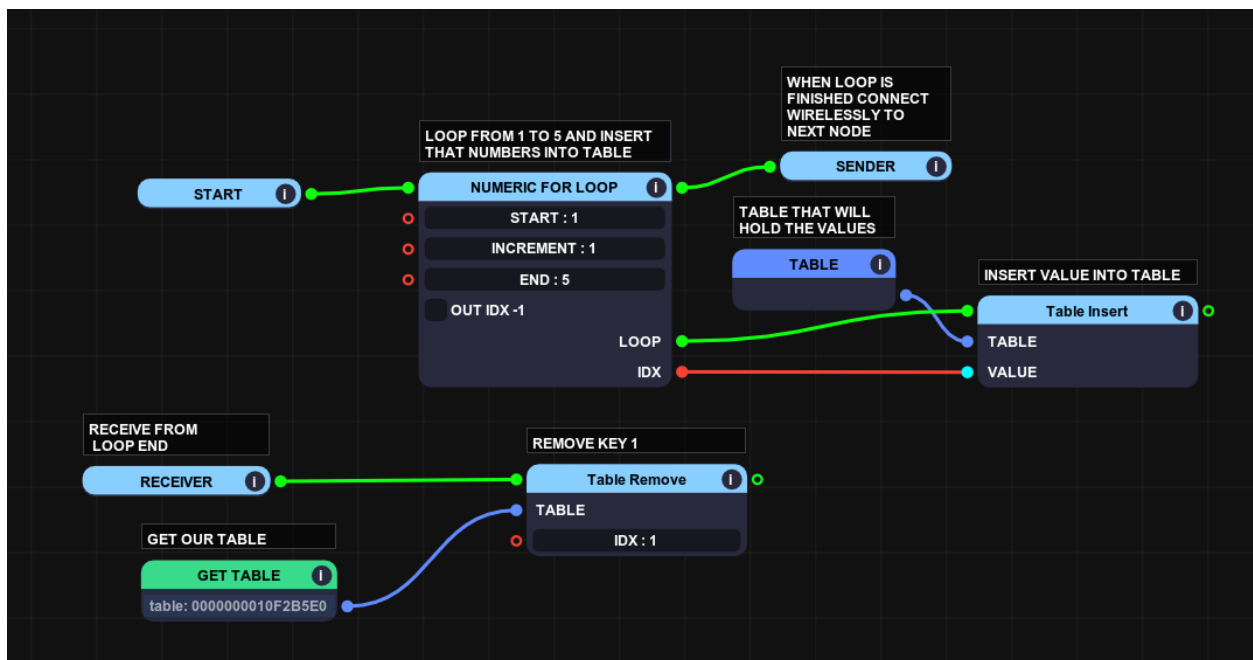 WHEN LOOP IS
FINISHED CONNECT
WIRELESSLY TO
NEXT NODE
SENDER i
LOOP FROM 1 TO 5 AND INSERT
THAT NUMBERS INTO TABLE
START i
NUMERIC FOR LOOP i
START : 1
INCREMENT : 1
END : 5
OUT IDX -1
LOOP
IDX
TABLE THAT WILL
HOLD THE VALUES
TABLE i
INSERT VALUE INTO TABLE
Table Insert i
TABLE
VALUE
RECEIVE FROM
LOOP END
RECEIVER i
REMOVE KEY 1
Table Remove i
TABLE
IDX : 1
GET OUR TABLE
GET TABLE i
table: 0000000010F2B5E0